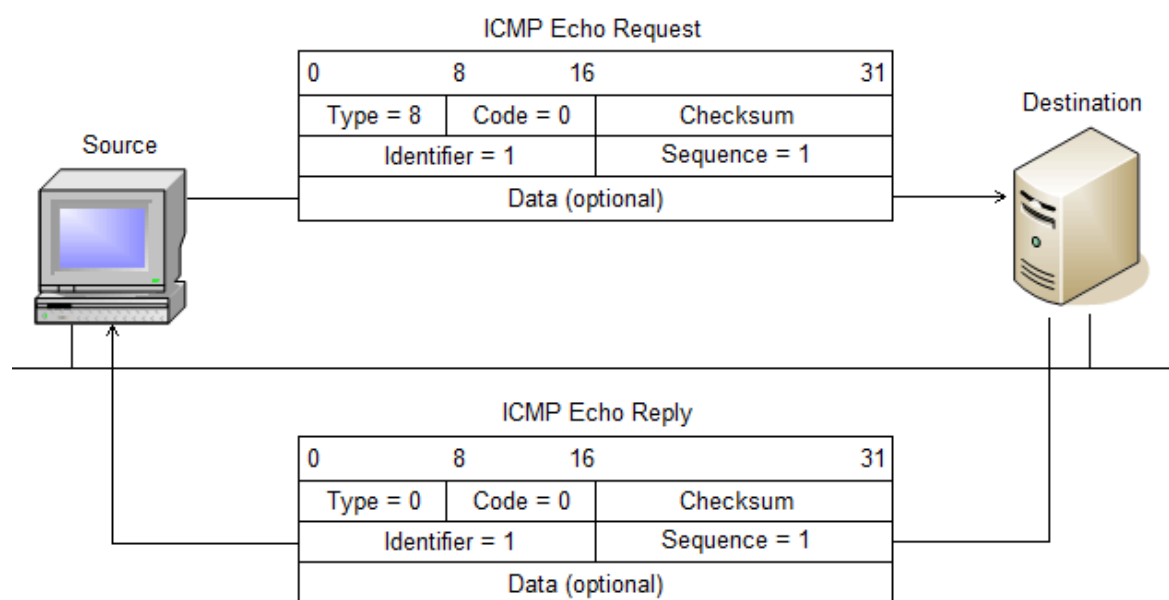 ICMP Echo Request
0 8 16 31
Destination
Type = 8 Code = 0 Checksum
Source
Identifier = 1 Sequence = 1
Data (optional)
ICMP Echo Reply
0 8 16 31
Type = 0 Code = 0 Checksum
Identifier = 1 Sequence = 1
Data (optional)